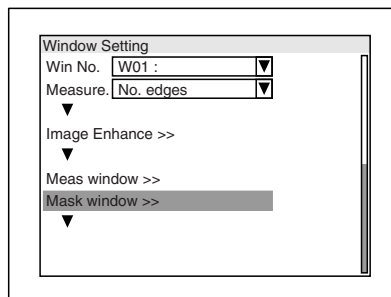 Window Setting
Win No. W01 :
Measure. No. edges
Image Enhance >>
Meas window >>
Mask window >>